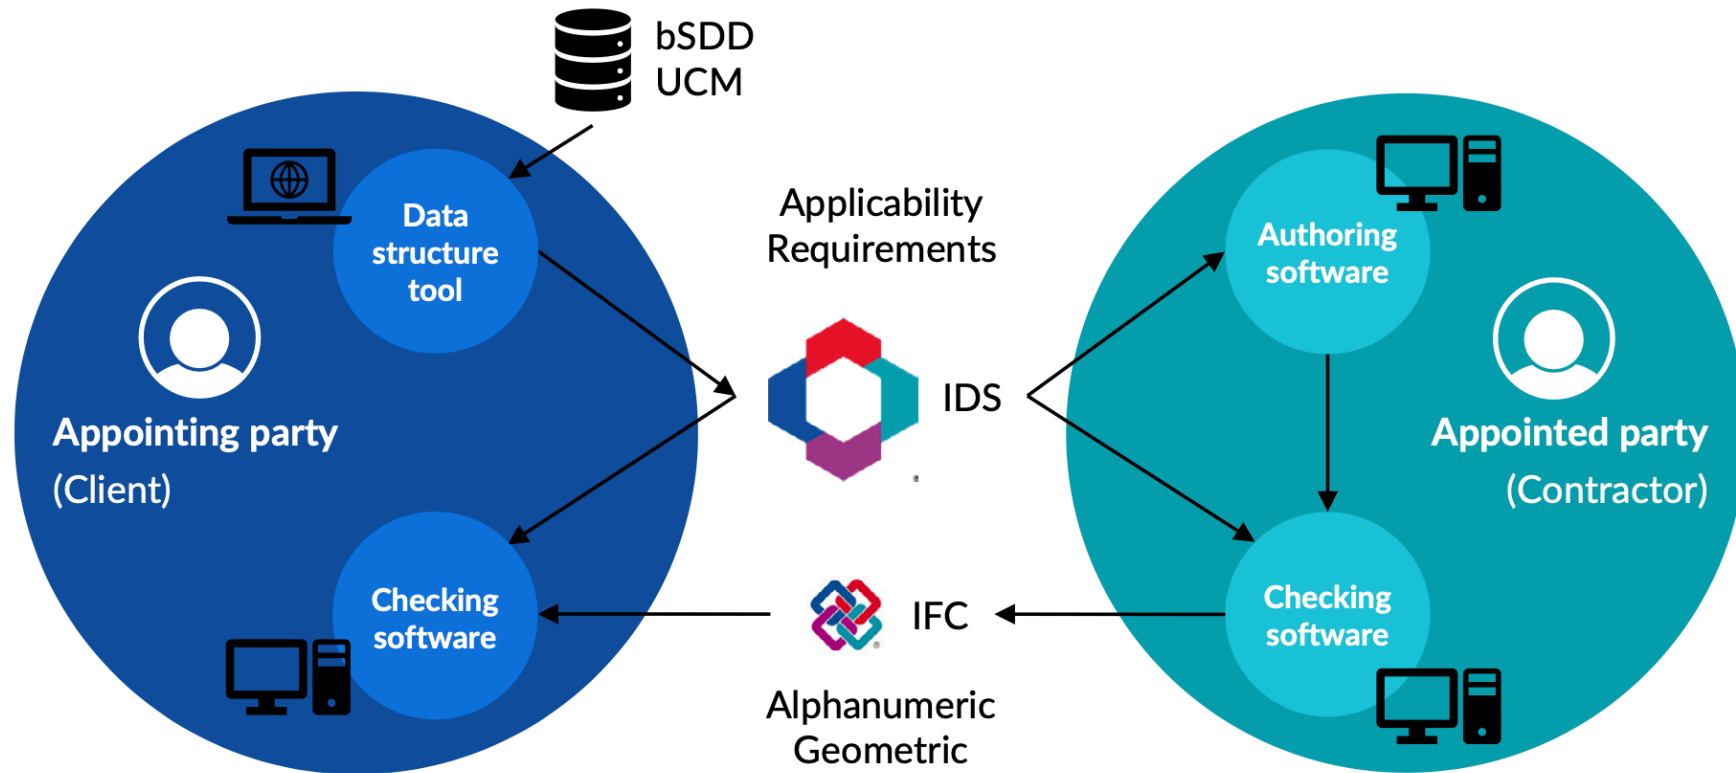 bSDD
UCM
Data
structure
tool
Appointing party
(Client)
Checking
software
Applicability
Requirements
IDS
IFC
Alphanumeric
Geometric
Authoring
software
Appointed party
(Contractor)
Checking
software